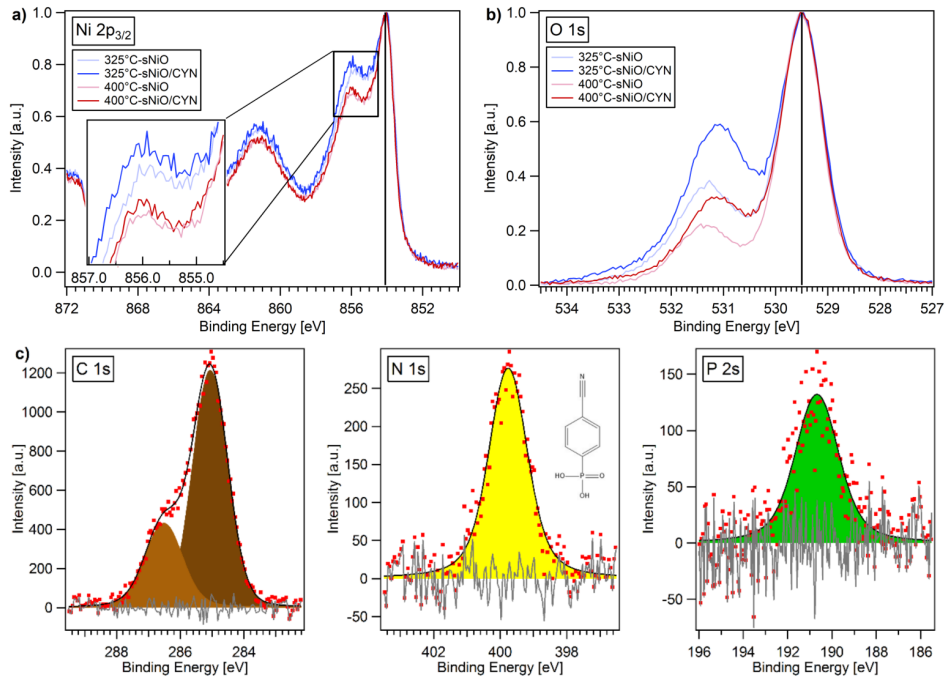 a)
Ni 2p3/2
325°C-sNiO
325°C-sNiO/CYN
400°C-sNiO
400°C-sNiO/CYN
Intensity [a.u.]
1.0
0.8
0.6
0.4
0.2
0.0
857.0
856.0
855.0
872 868 860 856 852
Binding Energy [eV]
b)
O 1s
325°C-sNiO
325°C-sNiO/CYN
400°C-sNiO
400°C-sNiO/CYN
Intensity [a.u.]
1.0
0.8
0.6
0.4
0.2
0.0
534 533 532 531 530 529 528 527
Binding Energy [eV]
c)
C 1s
Intensity [a.u.]
1200
1000
800
600
400
200
0
288 286 284
Binding Energy [eV]
N 1s
Intensity [a.u.]
250
200
150
100
50
0
-50
N
HO P O
OH
402 400 398
Binding Energy [eV]
P 2s
Intensity [a.u.]
150
100
50
0
-50
196 194 192 190 188 186
Binding Energy [eV]